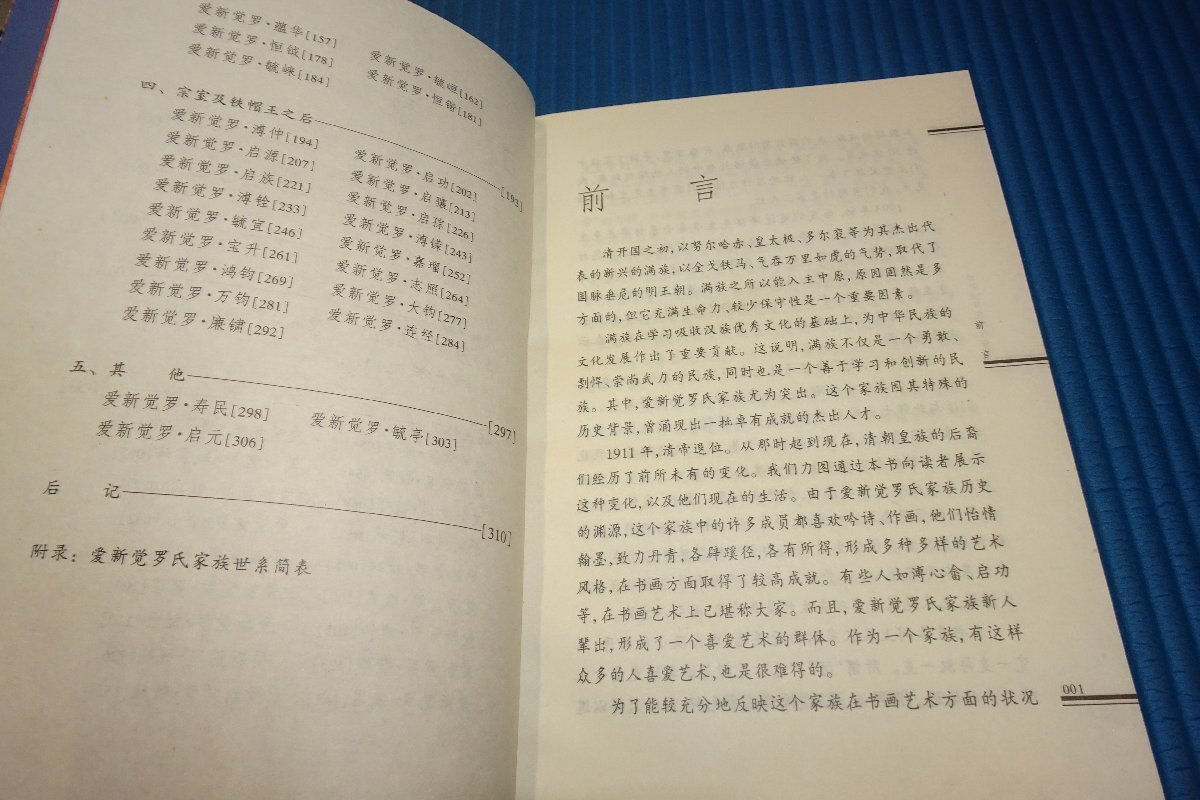 爱新觉罗·蕴华[157]
爱新觉罗·恒钺[178] 爱新觉罗·毓峘[162]
爱新觉罗·毓嵘[184] 爱新觉罗·恒锴[181]
四、宗室及铁帽王之后[193]
爱新觉罗·溥仲[194] 爱新觉罗·启功[202]
爱新觉罗·启源[207] 爱新觉罗·启骧[213]
爱新觉罗·启族[221] 爱新觉罗·启琮[226]
爱新觉罗·溥铨[233] 爱新觉罗·溥[243]
爱新觉罗·毓宜[246] 爱新觉罗·焘瑠[252]
爱新觉罗·宝升[261] 爱新觉罗·志熙[264]
爱新觉罗·鸿钧[269] 爱新觉罗·大钧[277]
爱新觉罗·万钧[281] 爱新觉罗·连经[284]
爱新觉罗·廉镛[292]
五、其 他[297]
爱新觉罗·寿民[298] 爱新觉罗·毓亭[303]
爱新觉罗·启元[306]
后 记[310]
附录：爱新觉罗氏家族世系简表
前 言
清开国之初,以努尔哈赤、皇太极、多尔衮等为其杰出代
表的新兴的满族,以金戈铁马、气吞万里如虎的气势,取代了
国脉垂危的明王朝。满族之所以能入主中原,原因固然是多
方面的,但它充满生命力、较少保守性是一个重要因素。
满族在学习吸收汉族优秀文化的基础上,为中华民族的
文化发展作出了重要贡献。这说明,满族不仅是一个勇敢、
剽悍、崇尚武力的民族,同时也是一个善于学习和创新的民
族。其中,爱新觉罗氏家族尤为突出。这个家族因其特殊的
历史背景,曾涌现出一批卓有成就的杰出人才。
1911年,清帝退位。从那时起到现在,清朝皇族的后裔
们经历了前所未有的变化。我们力图通过本书向读者展示
这种变化,以及他们现在的生活。由于爱新觉罗氏家族历史
的渊源,这个家族中的许多成员都喜欢吟诗、作画,他们怡情
翰墨,致力丹青,各辟蹊径,各有所得,形成多种多样的艺术
风格,在书画方面取得了较高成就。有些人如溥心畬、启功
等,在书画艺术上已堪称大家。而且,爱新觉罗氏家族新人
辈出,形成了一个喜爱艺术的群体。作为一个家族,有这样
众多的人喜爱艺术,也是很难得的。
为了能较充分地反映这个家族在书画艺术方面的状况
前
言
001